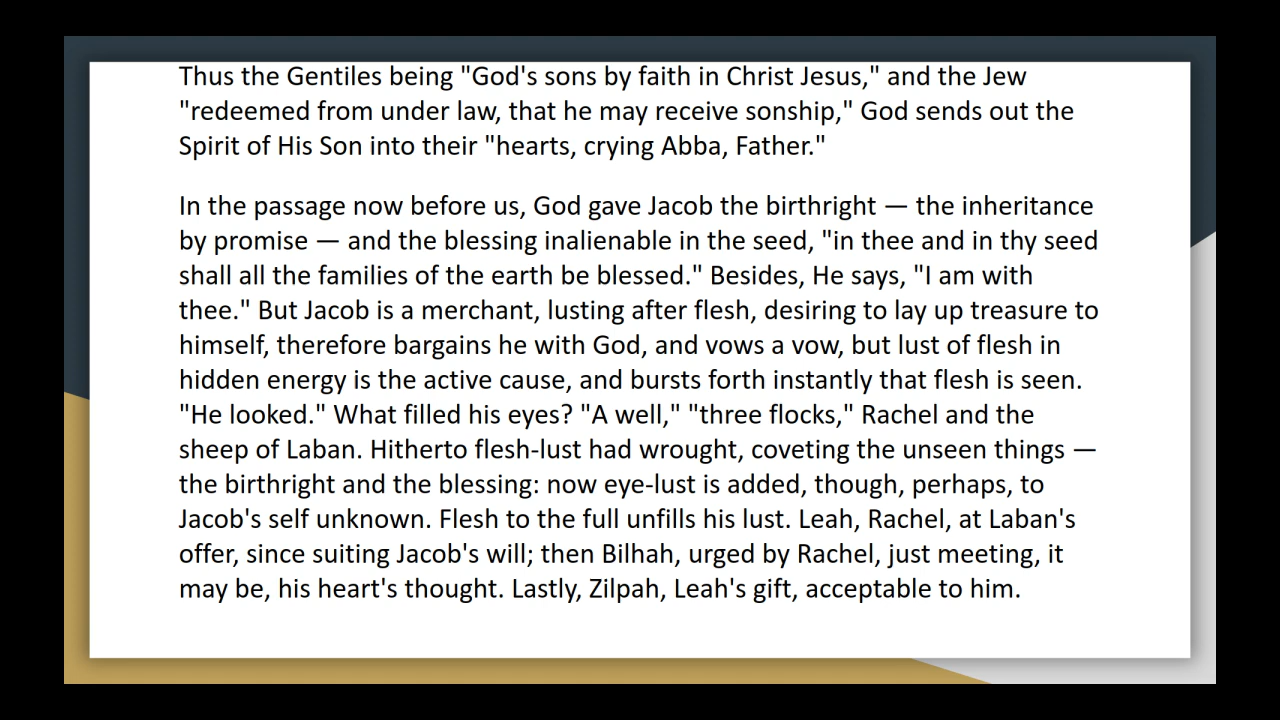 Thus the Gentiles being "God's sons by faith in Christ Jesus," and the Jew
"redeemed from under law, that he may receive sonship," God sends out the
Spirit of His Son into their "hearts, crying Abba, Father."
In the passage now before us, God gave Jacob the birthright — the inheritance
by promise — and the blessing inalienable in the seed, "in thee and in thy seed
shall all the families of the earth be blessed." Besides, He says, "I am with
thee." But Jacob is a merchant, lusting after flesh, desiring to lay up treasure to
himself, therefore bargains he with God, and vows a vow, but lust of flesh in
hidden energy is the active cause, and bursts forth instantly that flesh is seen.
"He looked." What filled his eyes? "A well," "three flocks," Rachel and the
sheep of Laban. Hitherto flesh-lust had wrought, coveting the unseen things —
the birthright and the blessing: now eye-lust is added, though, perhaps, to
Jacob's self unknown. Flesh to the full unfills his lust. Leah, Rachel, at Laban's
offer, since suiting Jacob's will; then Bilhah, urged by Rachel, just meeting, it
may be, his heart's thought. Lastly, Zilpah, Leah's gift, acceptable to him.